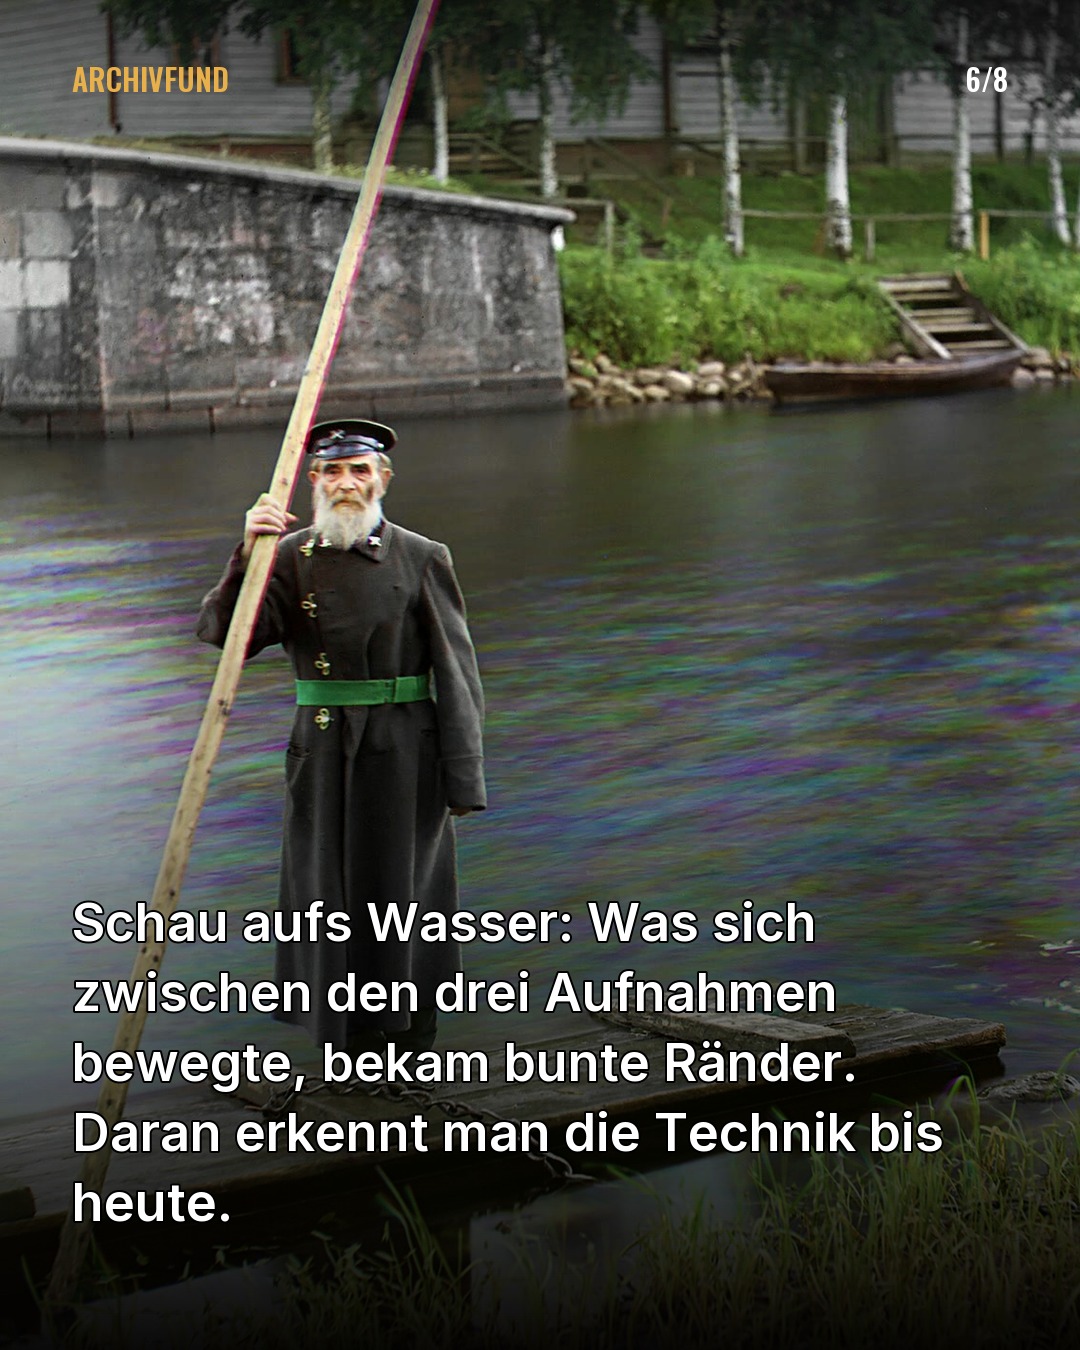 ARCHIVFUND
6/8
Schau aufs Wasser: Was sich
zwischen den drei Aufnahmen
bewegte, bekam bunte Ränder.
Daran erkennt man die Technik bis
heute.